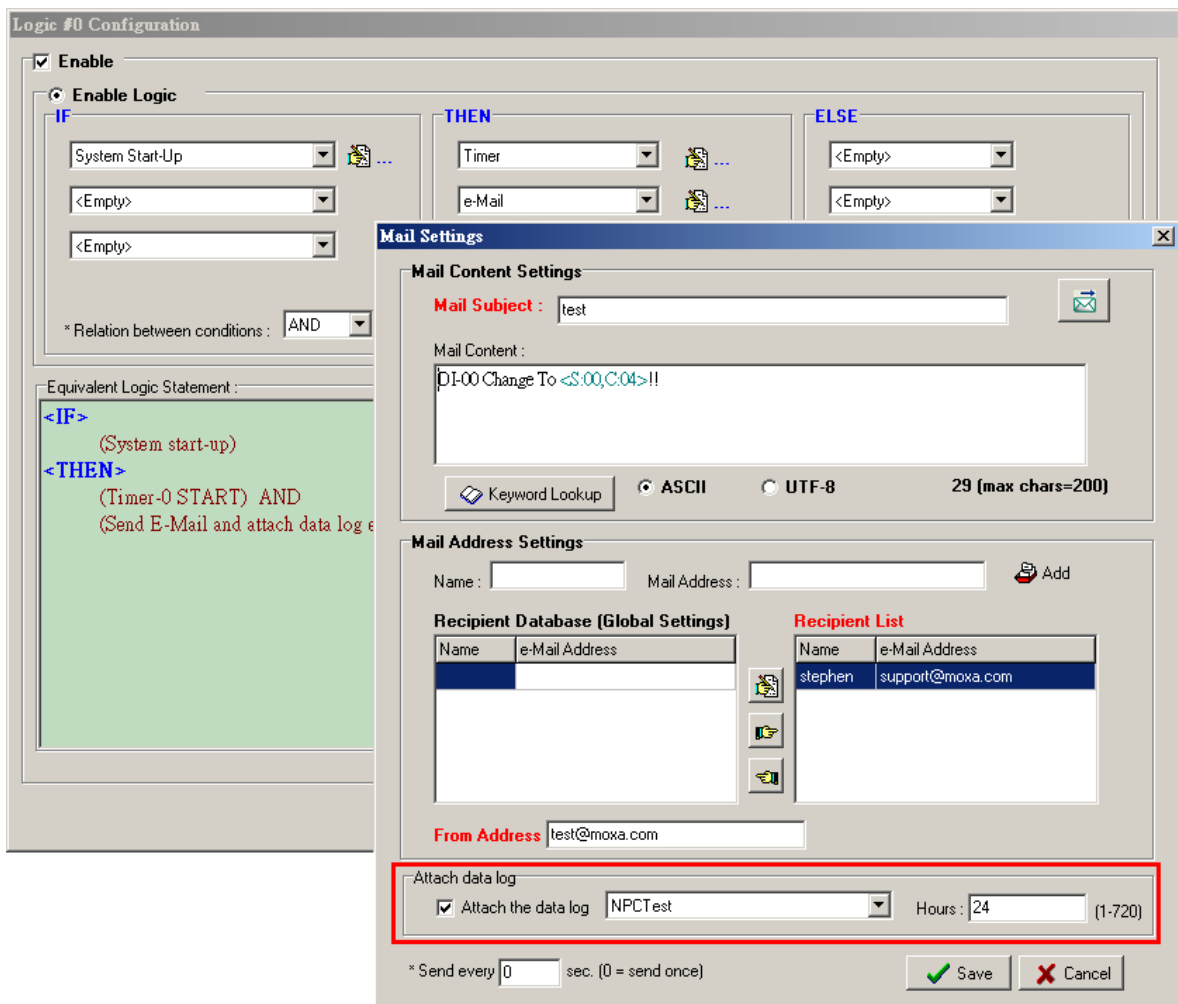 Logic #0 Configuration
Enable
Enable Logic
IF
THEN
ELSE
System Start-Up
...
Timer
...
<Empty>
<Empty>
e-Mail
...
<Empty>
<Empty>
* Relation between conditions :
AND
Equivalent Logic Statement :
<IF>
(System start-up)
<THEN>
(Timer-0 START) AND
(Send E-Mail and attach data log e
Mail Settings
Mail Content Settings
Mail Subject :
test
Mail Content :
DI-00 Change To <S:00,C:04>!!
Keyword Lookup
ASCII
UTF-8
29 (max chars=200)
Mail Address Settings
Name :
Mail Address :
Add
Recipient Database (Global Settings)
Recipient List
Name e-Mail Address
Name e-Mail Address
stephen support@moxa.com
From Address
test@moxa.com
Attach data log
Attach the data log
NPCTest
Hours :
24
(1-720)
* Send every 0 sec. (0 = send once)
Save
Cancel